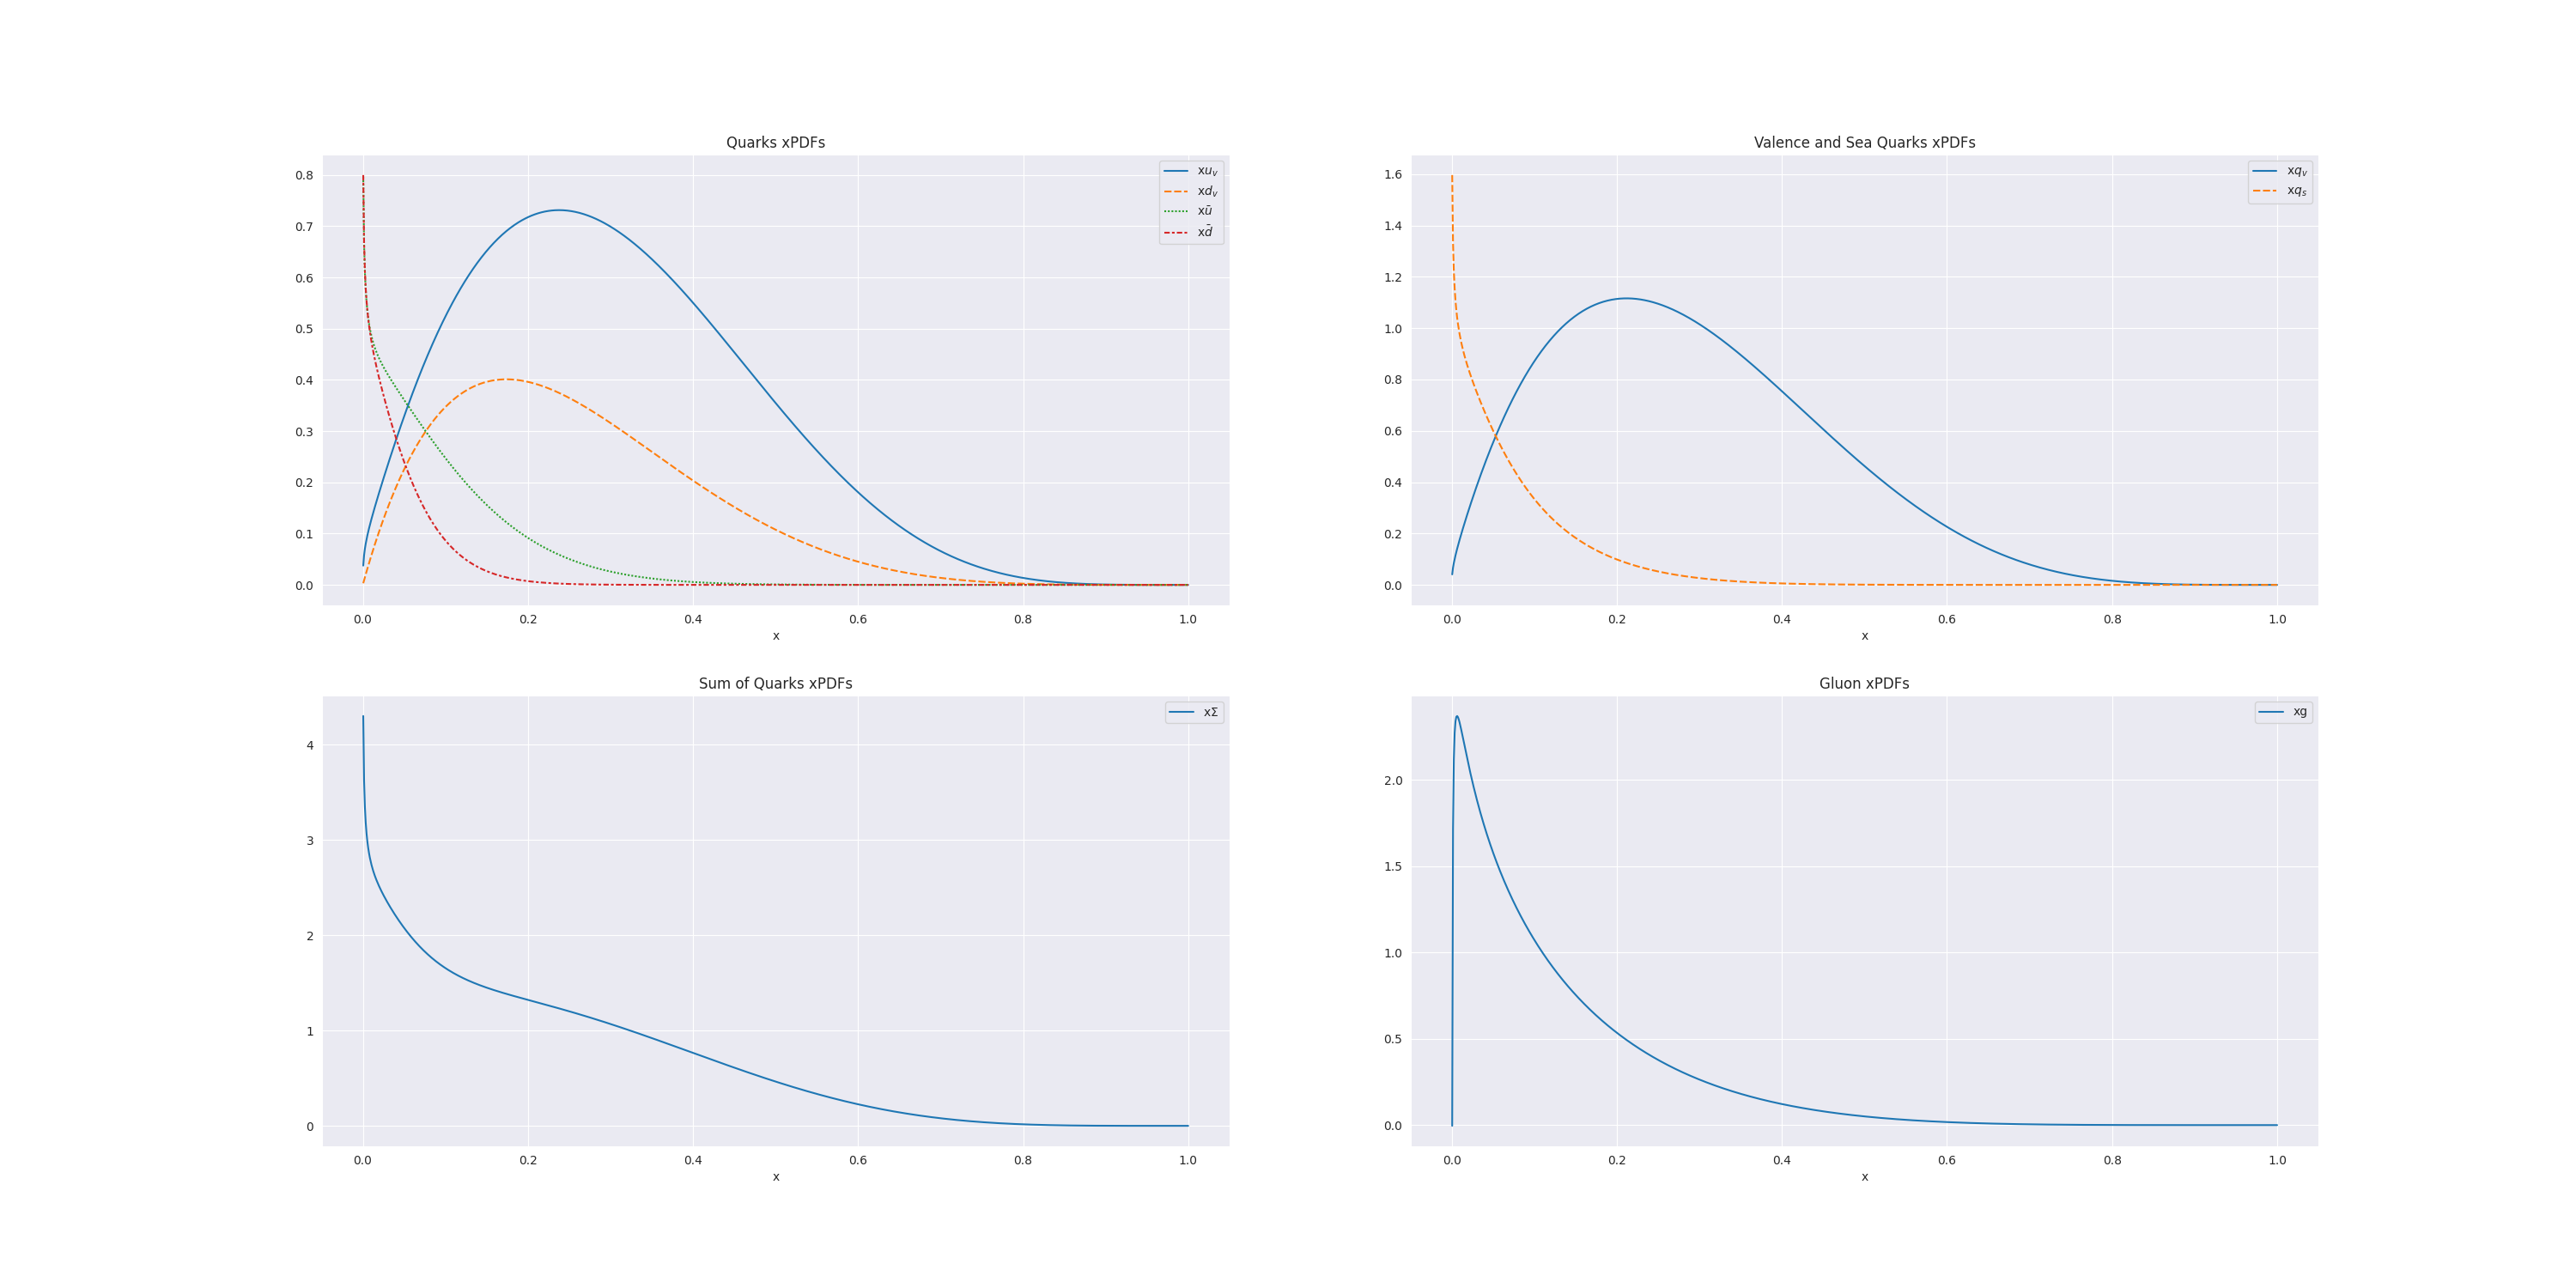 Quarks xPDFs
0.8
0.7
0.6
0.5
0.4
0.3
0.2
0.1
0.0
0.0 0.2 0.4 0.6 0.8 1.0
x
xu_v
xd_v
xū
xd̄
Valence and Sea Quarks xPDFs
1.6
1.4
1.2
1.0
0.8
0.6
0.4
0.2
0.0
0.0 0.2 0.4 0.6 0.8 1.0
x
xq_v
xq_s
Sum of Quarks xPDFs
4
3
2
1
0
0.0 0.2 0.4 0.6 0.8 1.0
x
xΣ
Gluon xPDFs
2.0
1.5
1.0
0.5
0.0
0.0 0.2 0.4 0.6 0.8 1.0
x
xg